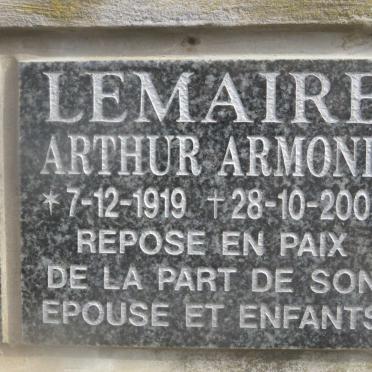 LEMAIRE
ARTHUR
* 7-12-1919 † 28-10-200
REPOSE EN PAIX
DE LA PART DE SON
EPOUSE ET ENFANTS